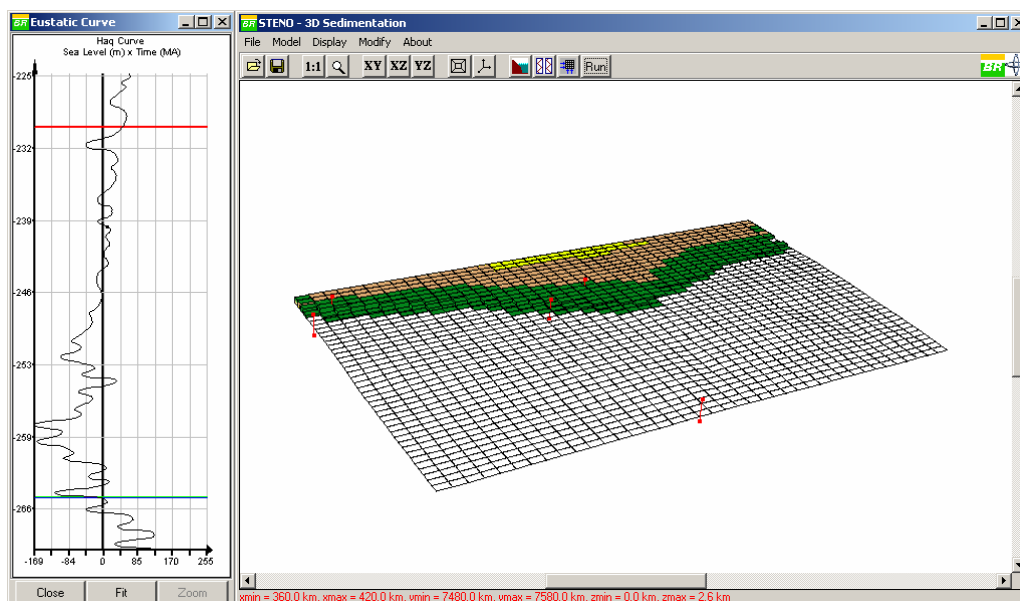 BR Eustatic Curve
Haq Curve
Sea Level (m) x Time (MA)
-225
-232
-239
-246
-253
-259
-266
-169 -84 0 85 170 255
Close Fit Zoom
BR STENO - 3D Sedimentation
File Model Display Modify About
1:1 XY XZ YZ Run
BR
xmin = 360.0 km, xmax = 420.0 km, ymin = 7480.0 km, ymax = 7580.0 km, zmin = 0.0 km, zmax = 2.6 km